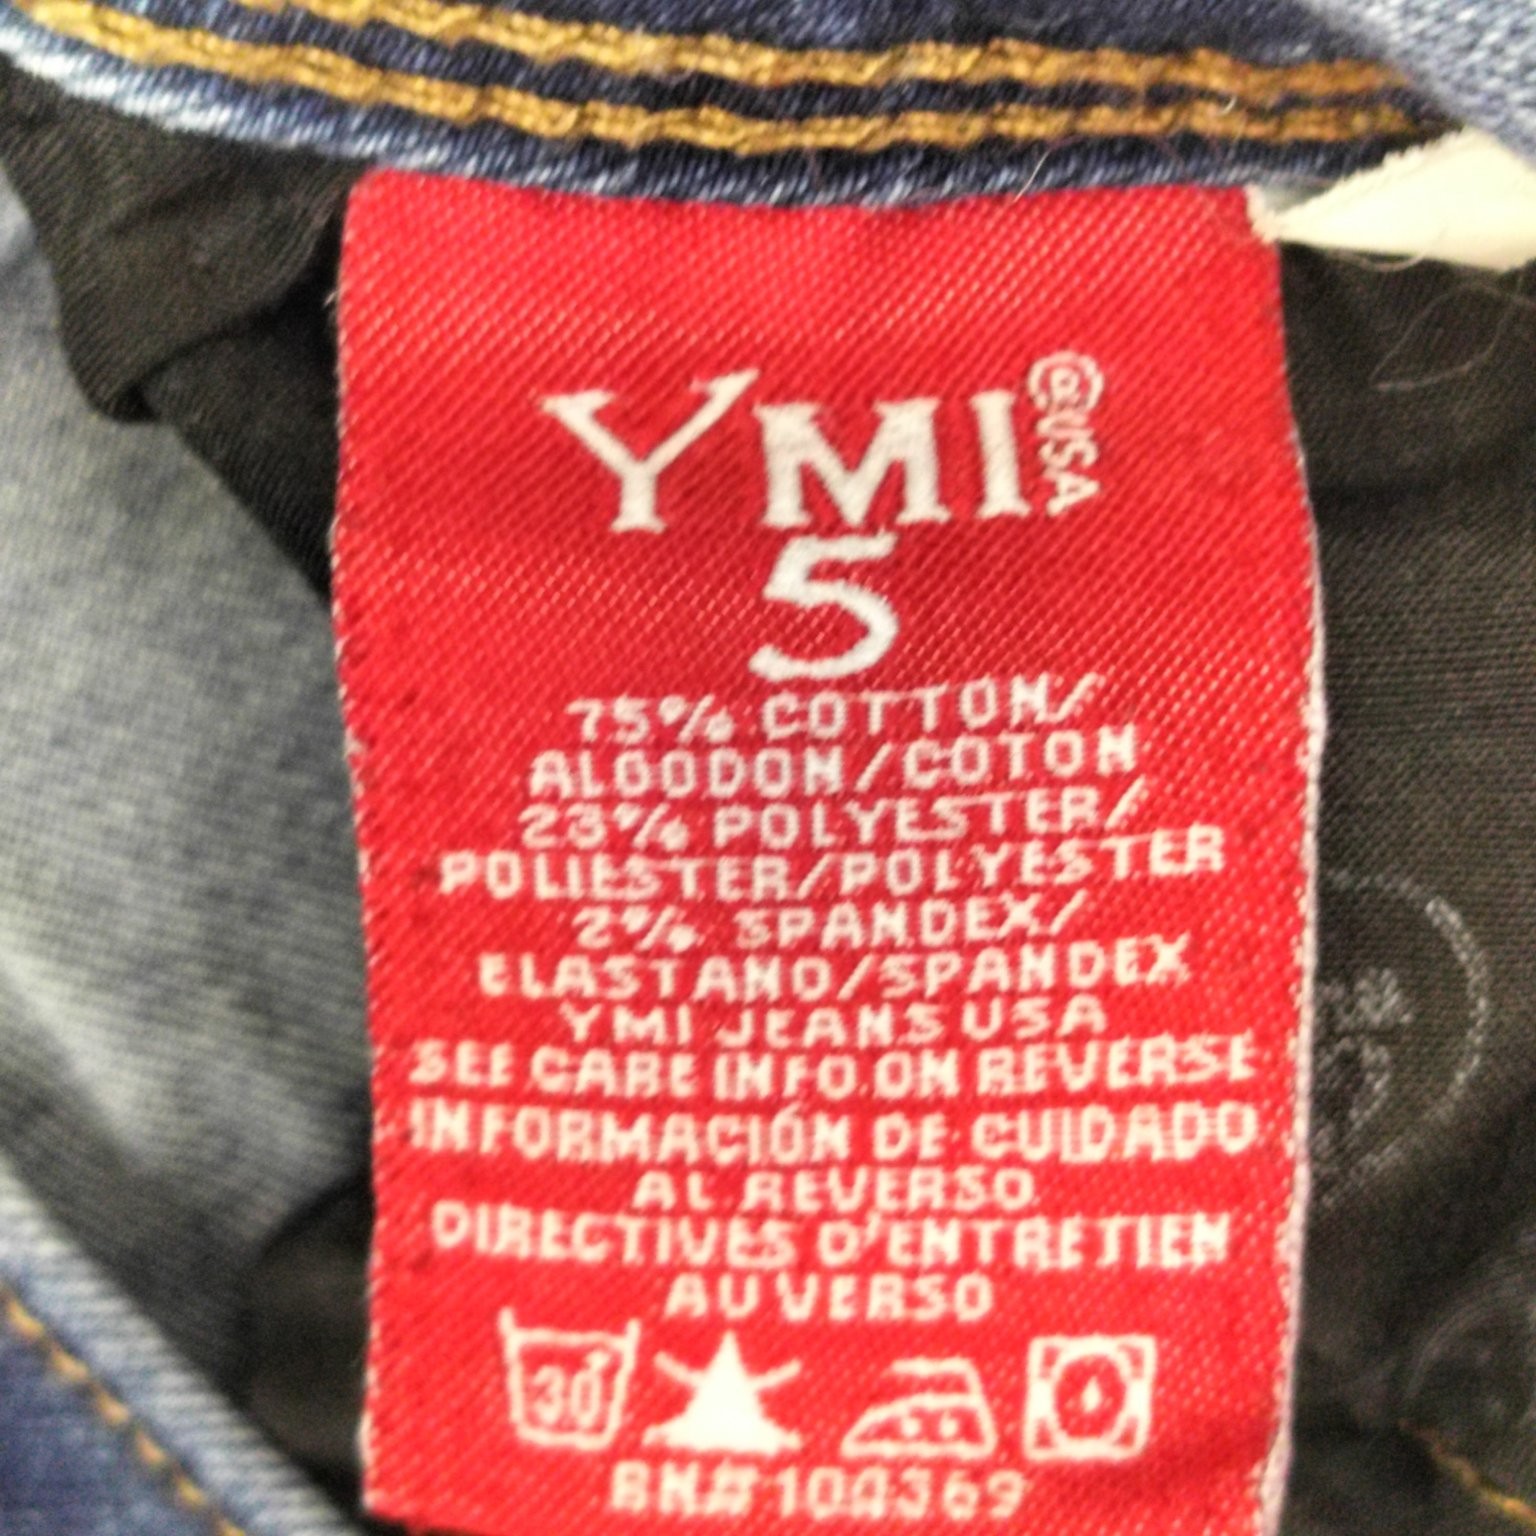 YMI®USA
5
75% COTTON/
ALGODON/COTON
23% POLYESTER/
POLIESTER/POLYESTER
2% SPANDEX/
ELASTANO/SPANDEX
YMI JEANS USA
SEE CARE INFO ON REVERSE
INFORMACIÓN DE CUIDADO
AL REVERSO
DIRECTIVES D'ENTRETIEN
AU VERSO
30°
RN#104369